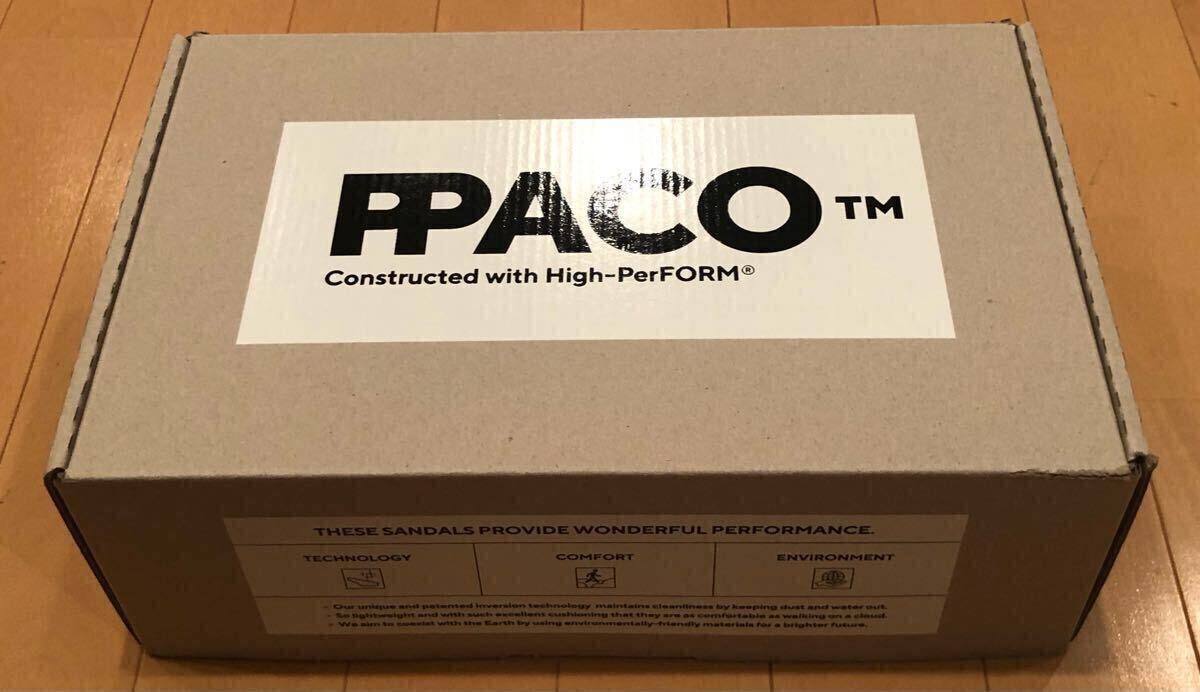 PPACO™
Constructed with High-PerFORM®
THESE SANDALS PROVIDE WONDERFUL PERFORMANCE.
TECHNOLOGY COMFORT ENVIRONMENT
- Our unique and patented inversion technology maintains cleanliness by keeping dust and water out.
- So lightweight and with such excellent cushioning that they are as comfortable as walking on a cloud.
- We aim to coexist with the Earth by using environmentally-friendly materials for a brighter future.